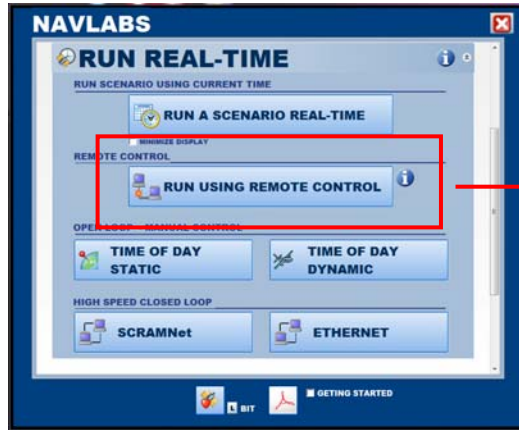 NAVLABS
RUN REAL-TIME
RUN SCENARIO USING CURRENT TIME
RUN A SCENARIO REAL-TIME
MINIMIZE DISPLAY
REMOTE CONTROL
RUN USING REMOTE CONTROL
OPEN LOOP - MANUAL CONTROL
TIME OF DAY STATIC
TIME OF DAY DYNAMIC
HIGH SPEED CLOSED LOOP
SCRAMNet
ETHERNET
L BIT
GETING STARTED